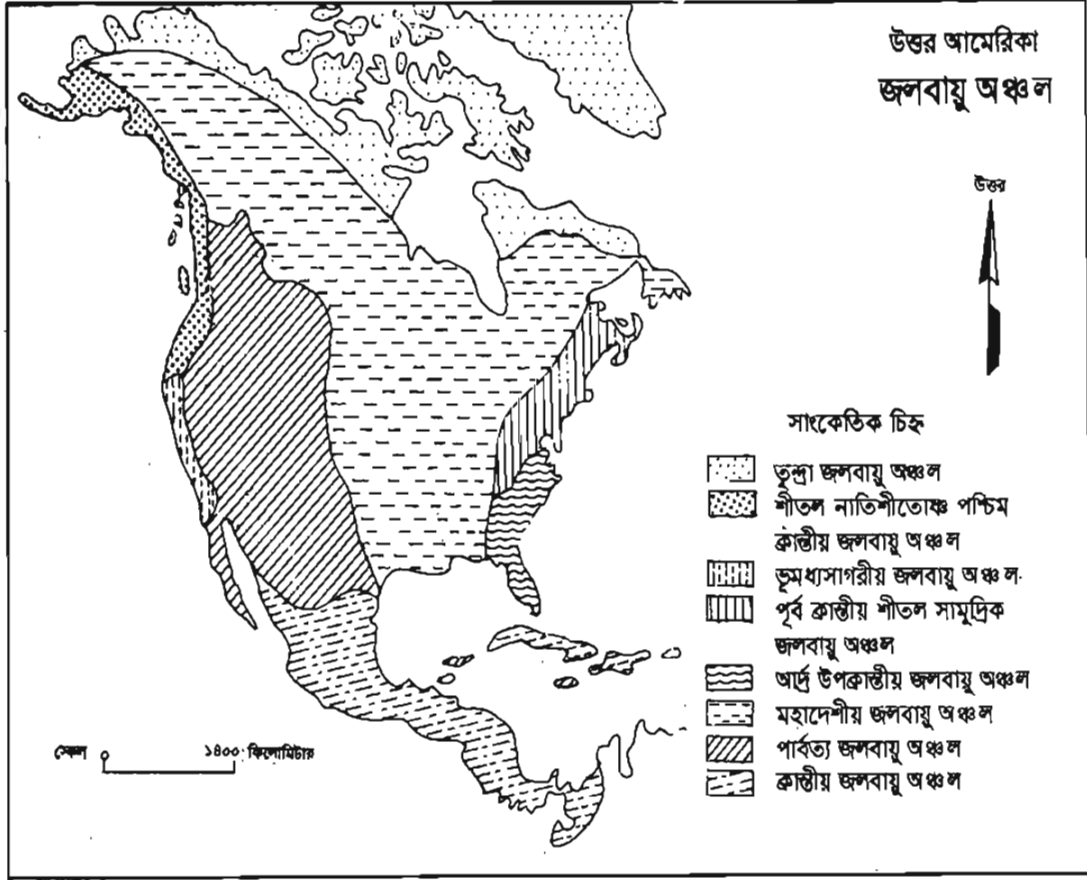 উত্তর আমেরিকা
জলবায়ু অঞ্চল
উত্তর
সাংকেতিক চিহ্ন
তুন্দ্রা জলবায়ু অঞ্চল
শীতল নাতিশীতোষ্ণ পশ্চিম
ক্রান্তীয় জলবায়ু অঞ্চল
ভূমধ্যসাগরীয় জলবায়ু অঞ্চল
পূর্ব ক্রান্তীয় শীতল সামুদ্রিক
জলবায়ু অঞ্চল
আর্দ্র উপক্রান্তীয় জলবায়ু অঞ্চল
মহাদেশীয় জলবায়ু অঞ্চল
পার্বত্য জলবায়ু অঞ্চল
ক্রান্তীয় জলবায়ু অঞ্চল
স্কেল ০ ১৪০০ কিলোমিটার